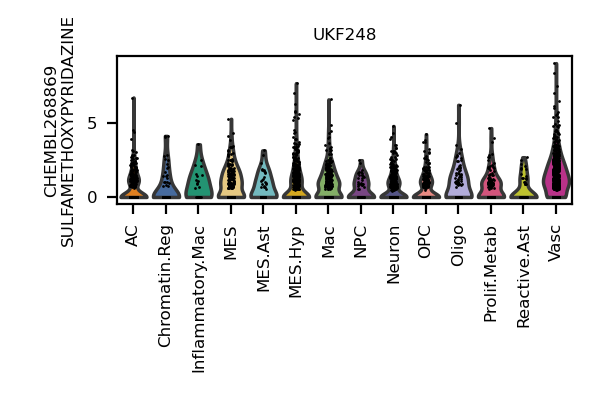 UKF248
CHEMBL268869
SULFAMETHOXYPYRIDAZINE
5
0
AC
Chromatin.Reg
Inflammatory.Mac
MES
MES.Ast
MES.Hyp
Mac
NPC
Neuron
OPC
Oligo
Prolif.Metab
Reactive.Ast
Vasc